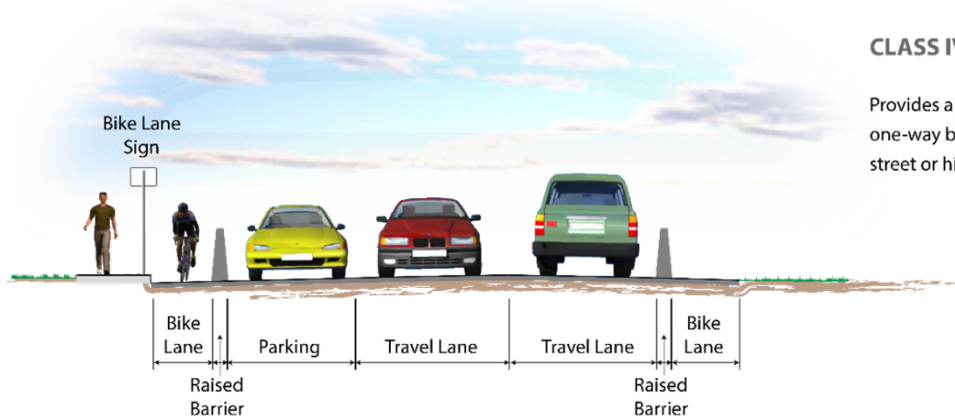 CLASS IV
Provides a
one-way b
street or hi
Bike Lane
Sign
Bike
Lane
Parking
Travel Lane
Travel Lane
Bike
Lane
Raised
Barrier
Raised
Barrier